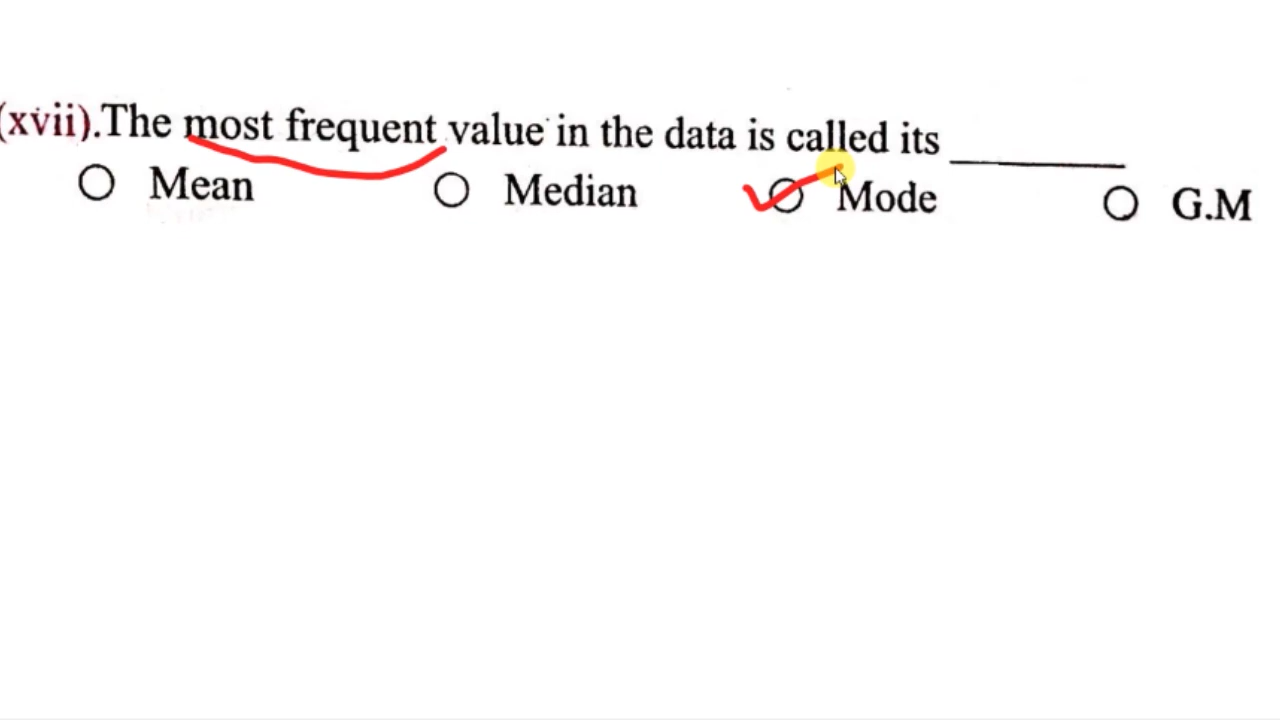 (xvii).The most frequent value in the data is called its ________
Mean Median Mode G.M